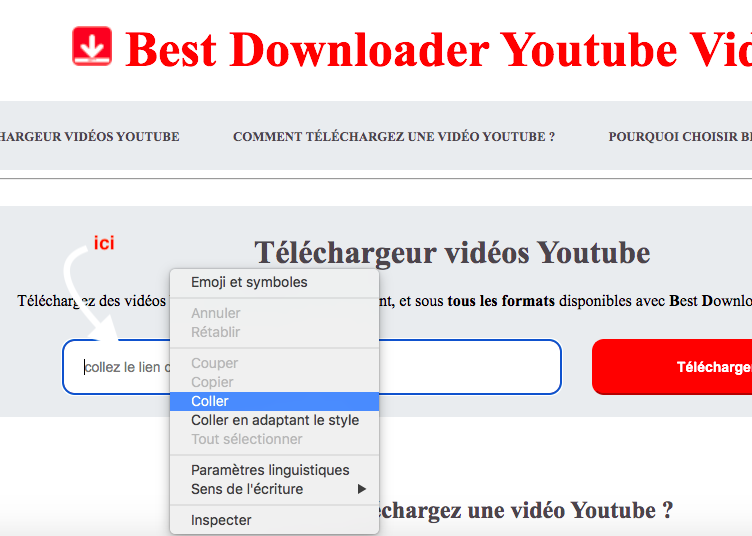 Best Downloader Youtube
HARGEUR VIDÉOS YOUTUBE COMMENT TÉLÉCHARGEZ UNE VIDÉO YOUTUBE ? POURQUOI CHOISIR
ici
Téléchargeur vidéos Youtube
Téléchargez des vidéos nt, et sous tous les formats disponibles avec Best Downlo
collez le lien
Télécharge
Emoji et symboles
Annuler
Rétablir
Couper
Copier
Coller
Coller en adaptant le style
Tout sélectionner
Paramètres linguistiques
Sens de l'écriture
Inspecter
échargez une vidéo Youtube ?